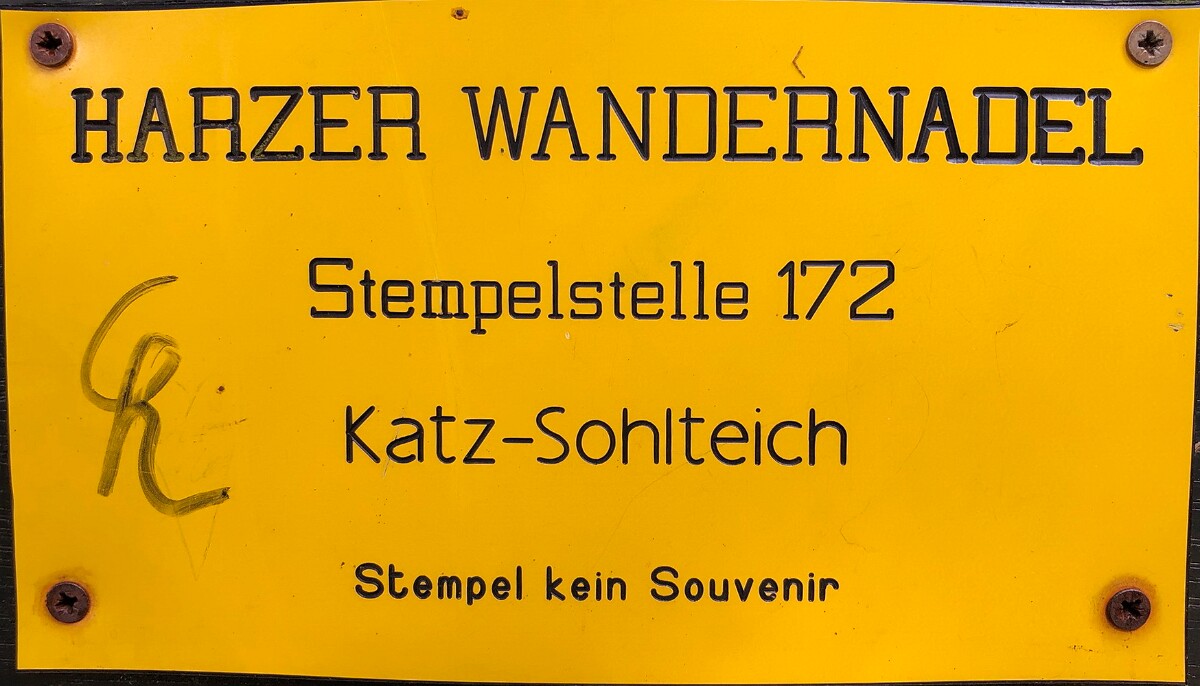 HARZER WANDERNADEL
Stempelstelle 172
Katz-Sohlteich
Stempel kein Souvenir